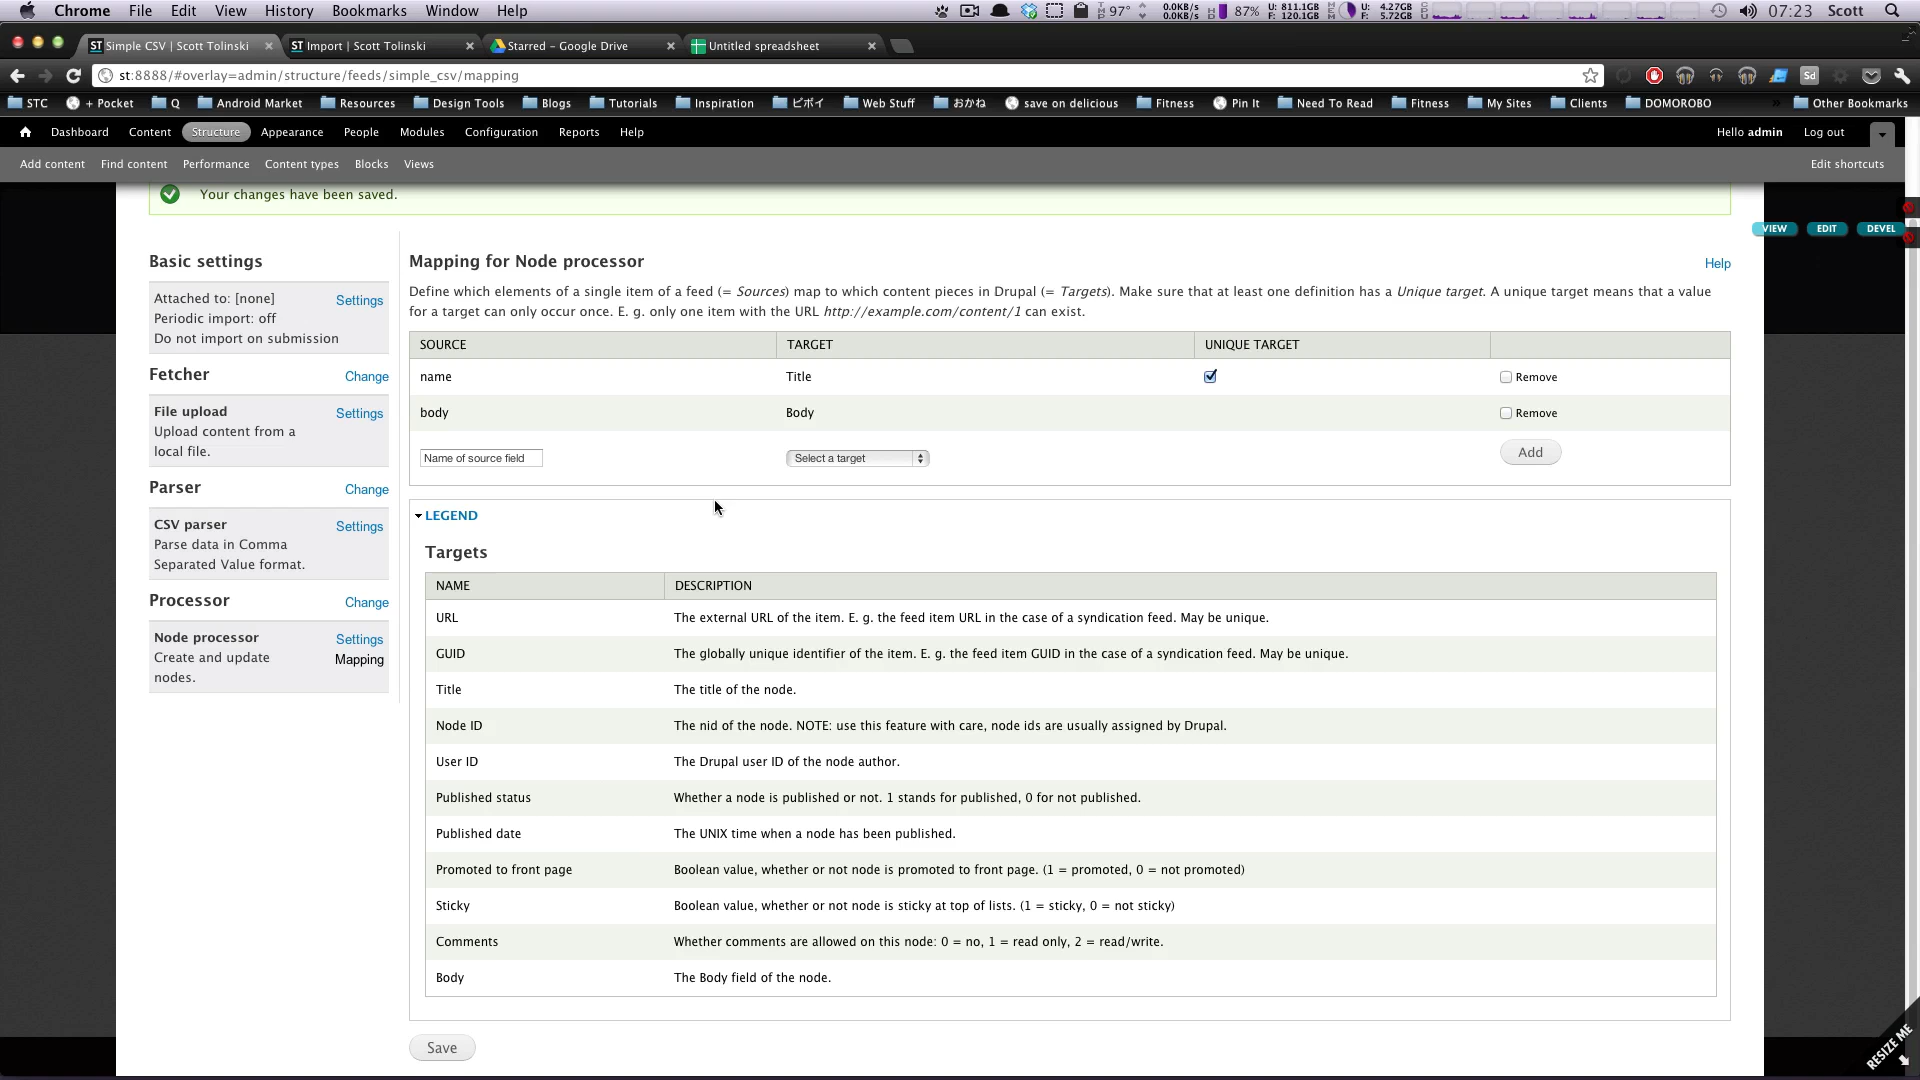 Chrome File Edit View History Bookmarks Window Help 97° 0.0KB/s 0.0KB/s 87% U: 811.1GB F: 120.1GB U: 4.27GB F: 5.72GB 07:23 Scott
ST Simple CSV | Scott Tolinski ST Import | Scott Tolinski Starred – Google Drive Untitled spreadsheet
st:8888/#overlay=admin/structure/feeds/simple_csv/mapping Sd
STC + Pocket Q Android Market Resources Design Tools Blogs Tutorials Inspiration ビボイ Web Stuff おかね save on delicious Fitness Pin It Need To Read Fitness My Sites Clients DOMOROBO » Other Bookmarks
Dashboard Content Structure Appearance People Modules Configuration Reports Help Hello admin Log out
Add content Find content Performance Content types Blocks Views Edit shortcuts
Your changes have been saved.
VIEW EDIT DEVEL
Basic settings
Attached to: [none] Settings
Periodic import: off
Do not import on submission
Fetcher Change
File upload Settings
Upload content from a
local file.
Parser Change
CSV parser Settings
Parse data in Comma
Separated Value format.
Processor Change
Node processor Settings
Create and update Mapping
nodes.
Mapping for Node processor
Help
Define which elements of a single item of a feed (= Sources) map to which content pieces in Drupal (= Targets). Make sure that at least one definition has a Unique target. A unique target means that a value
for a target can only occur once. E. g. only one item with the URL http://example.com/content/1 can exist.
SOURCE TARGET UNIQUE TARGET
name Title Remove
body Body Remove
Name of source field Select a target Add
LEGEND
Targets
NAME DESCRIPTION
URL The external URL of the item. E. g. the feed item URL in the case of a syndication feed. May be unique.
GUID The globally unique identifier of the item. E. g. the feed item GUID in the case of a syndication feed. May be unique.
Title The title of the node.
Node ID The nid of the node. NOTE: use this feature with care, node ids are usually assigned by Drupal.
User ID The Drupal user ID of the node author.
Published status Whether a node is published or not. 1 stands for published, 0 for not published.
Published date The UNIX time when a node has been published.
Promoted to front page Boolean value, whether or not node is promoted to front page. (1 = promoted, 0 = not promoted)
Sticky Boolean value, whether or not node is sticky at top of lists. (1 = sticky, 0 = not sticky)
Comments Whether comments are allowed on this node: 0 = no, 1 = read only, 2 = read/write.
Body The Body field of the node.
Save
RESIZE ME